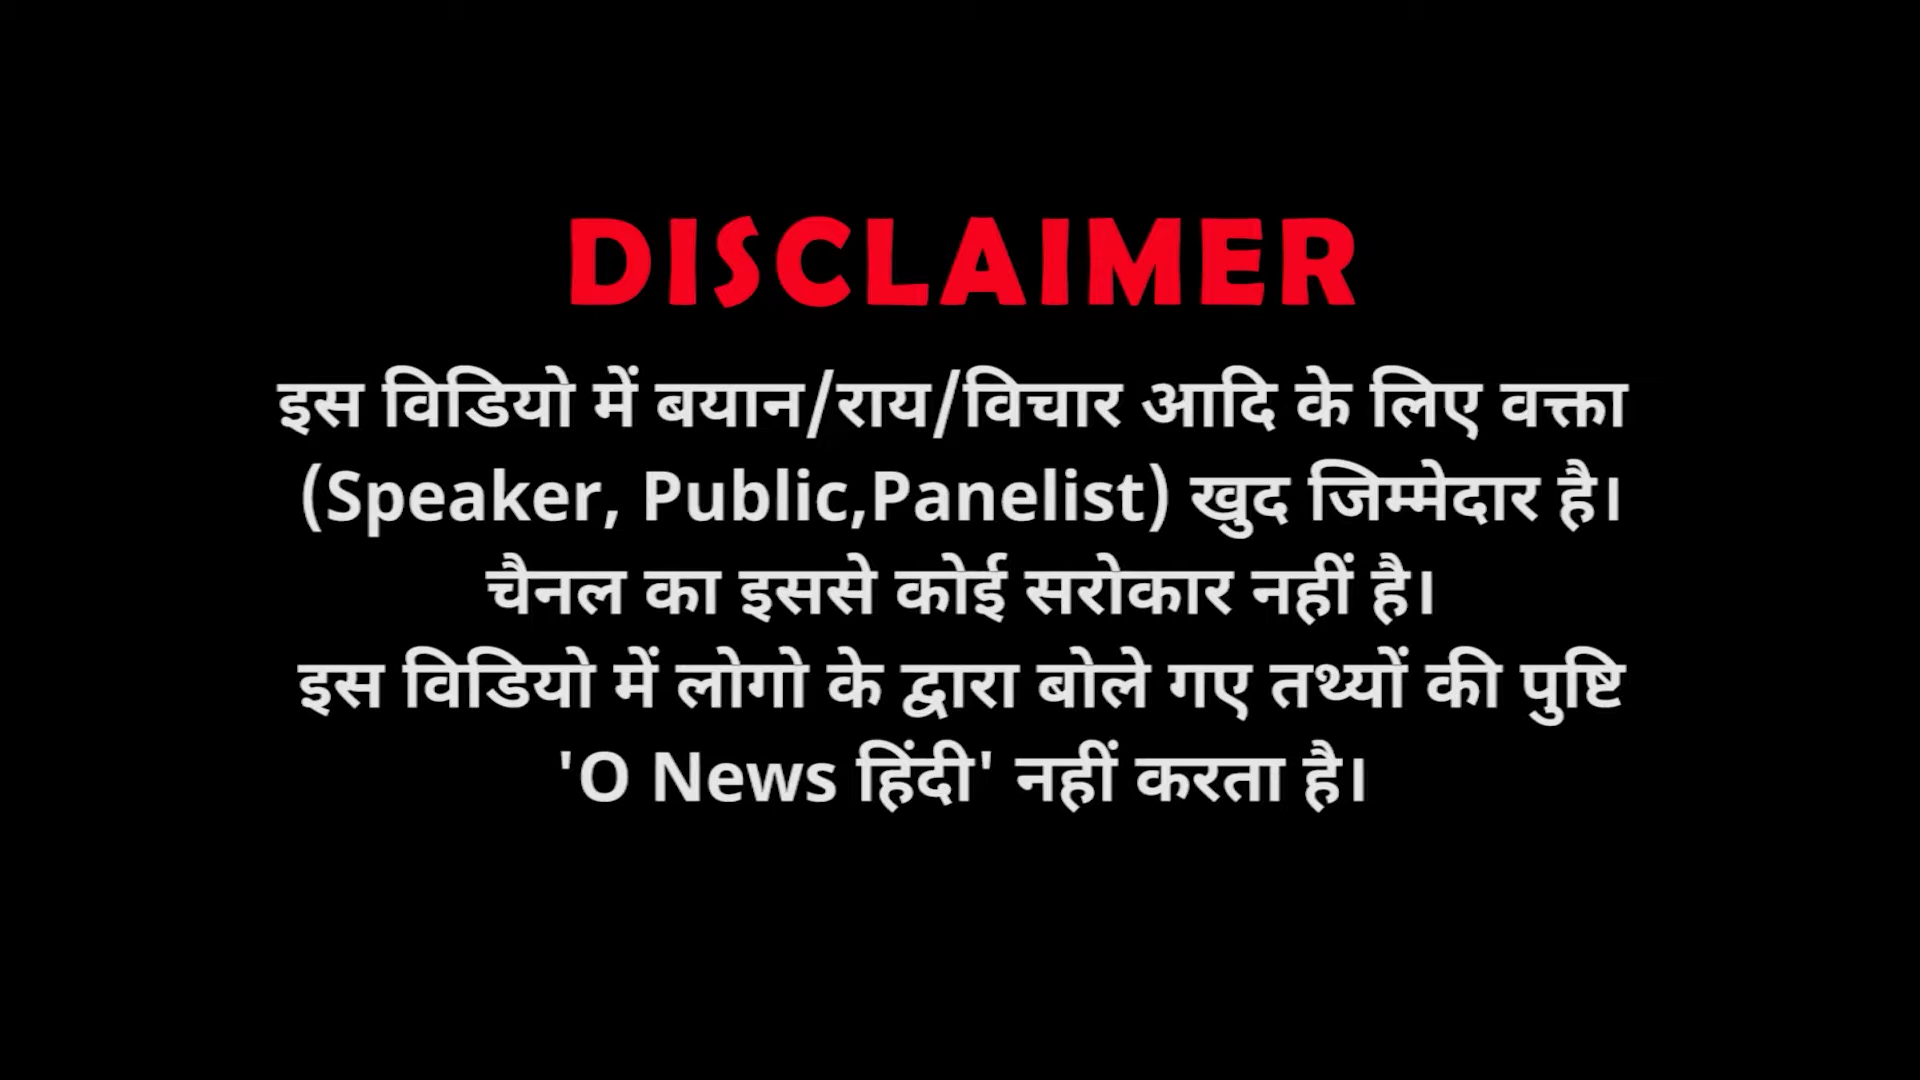 DISCLAIMER
इस विडियो में बयान/राय/विचार आदि के लिए वक्ता
(Speaker, Public,Panelist) खुद जिम्मेदार है।
चैनल का इससे कोई सरोकार नहीं है।
इस विडियो में लोगो के द्वारा बोले गए तथ्यों की पुष्टि
'O News हिंदी' नहीं करता है।